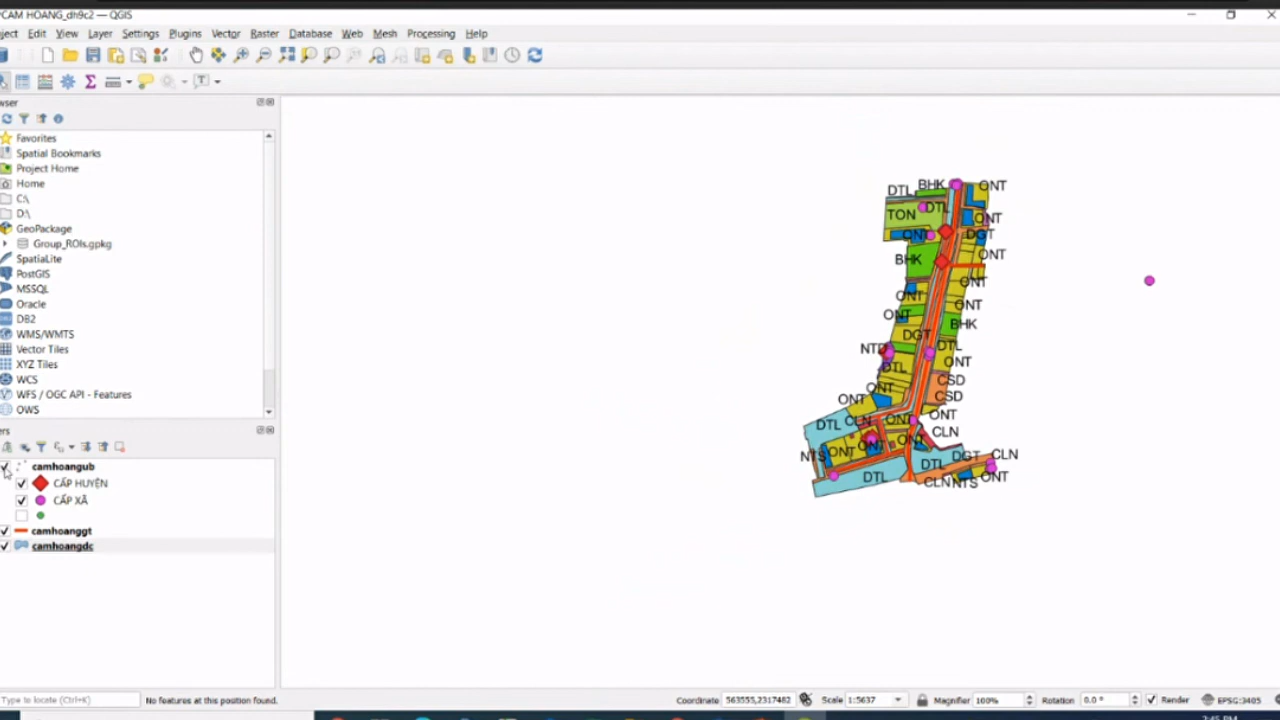 CAM HOANG_dh9c2 — QGIS
ject Edit View Layer Settings Plugins Vector Raster Database Web Mesh Processing Help
wser
Favorites
Spatial Bookmarks
Project Home
Home
C:\
D:\
GeoPackage
Group_ROIs.gpkg
SpatiaLite
PostGIS
MSSQL
Oracle
DB2
WMS/WMTS
Vector Tiles
XYZ Tiles
WCS
WFS / OGC API - Features
OWS
ers
camhoangub
CẤP HUYỆN
CẤP XÃ
camhoanggt
camhoangdc
DTL BHK ONT
TON DTL ONT
ONT DGT
BHK ONT
ONT
ONT ONT
ONT
DGT BHK
NTD DTL
DTL ONT
ONT CSD
ONT CSD
DTL CLN ONT ONT
CLN
NTS ONT ONT ONT
DTL DGT CLN
DTL CLN NTS ONT
Type to locate (Ctrl+K) No features at this position found. Coordinate 563555,2317482 Scale 1:5637 Magnifier 100% Rotation 0.0 ° Render EPSG:3405